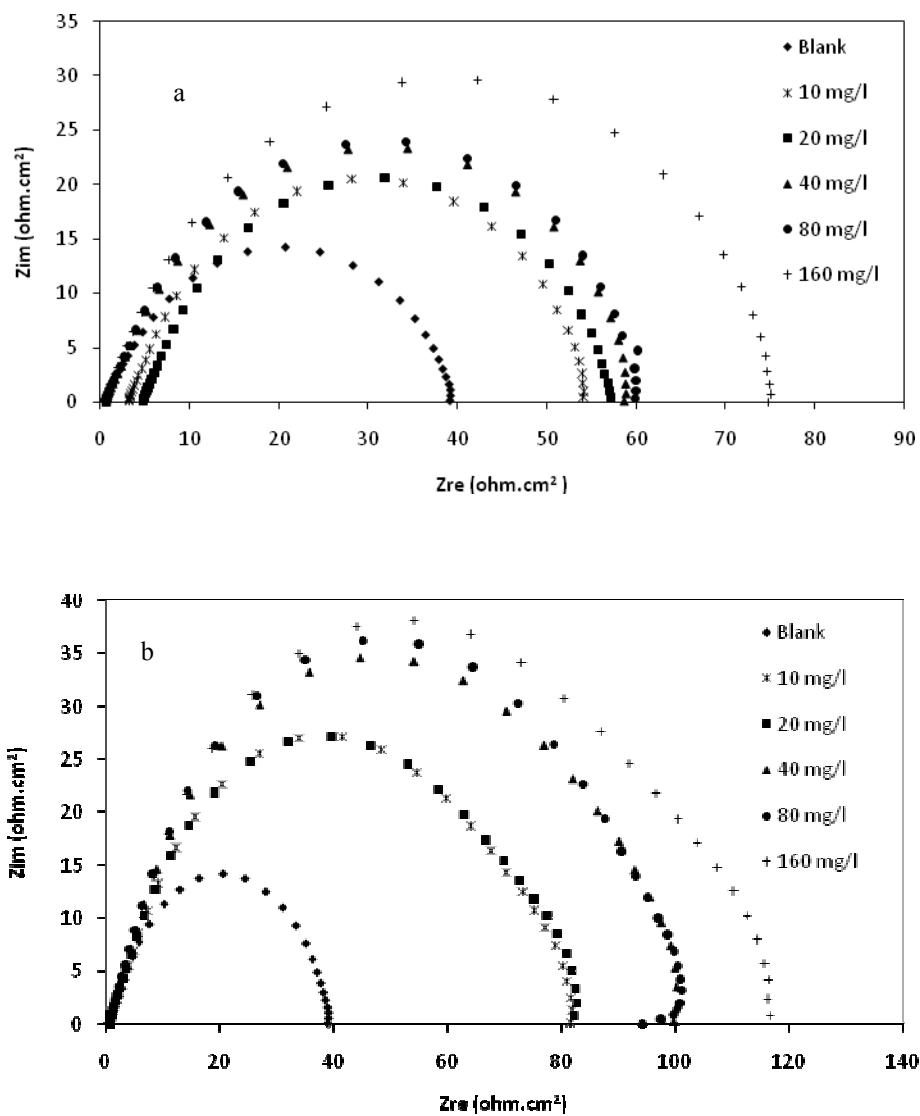 35
30
25
20
15
10
5
0
Zim (ohm.cm²)
a
Blank
10 mg/l
20 mg/l
40 mg/l
80 mg/l
160 mg/l
0 10 20 30 40 50 60 70 80 90
Zre (ohm.cm²)
40
35
30
25
20
15
10
5
0
Zim (ohm.cm²)
b
Blank
10 mg/l
20 mg/l
40 mg/l
80 mg/l
160 mg/l
0 20 40 60 80 100 120 140
Zre (ohm.cm²)